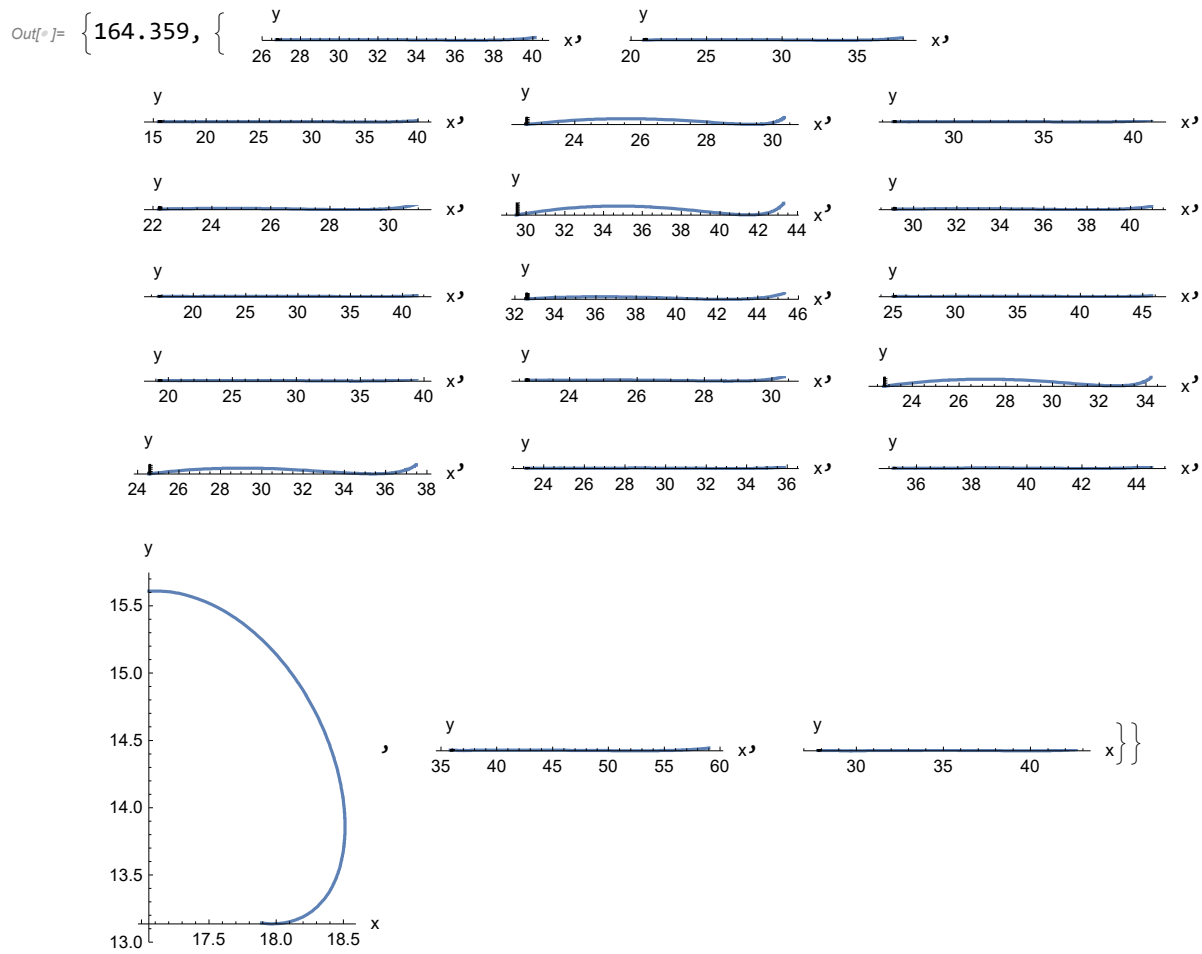 Out[◦]= {164.359, {
y y
x, x,
26 28 30 32 34 36 38 40 20 25 30 35
y y y
x, x, x,
15 20 25 30 35 40 24 26 28 30 30 35 40
y y y
x, x, x,
22 24 26 28 30 30 32 34 36 38 40 42 44 30 32 34 36 38 40
y y y
x, x, x,
20 25 30 35 40 32 34 36 38 40 42 44 46 25 30 35 40 45
y y y
x, x, x,
20 25 30 35 40 24 26 28 30 24 26 28 30 32 34
y y y
x, x, x,
24 26 28 30 32 34 36 38 24 26 28 30 32 34 36 36 38 40 42 44
y
15.5
15.0
y y
14.5
, x, x}}
35 40 45 50 55 60 30 35 40
14.0
13.5
x
17.5 18.0 18.5
13.0